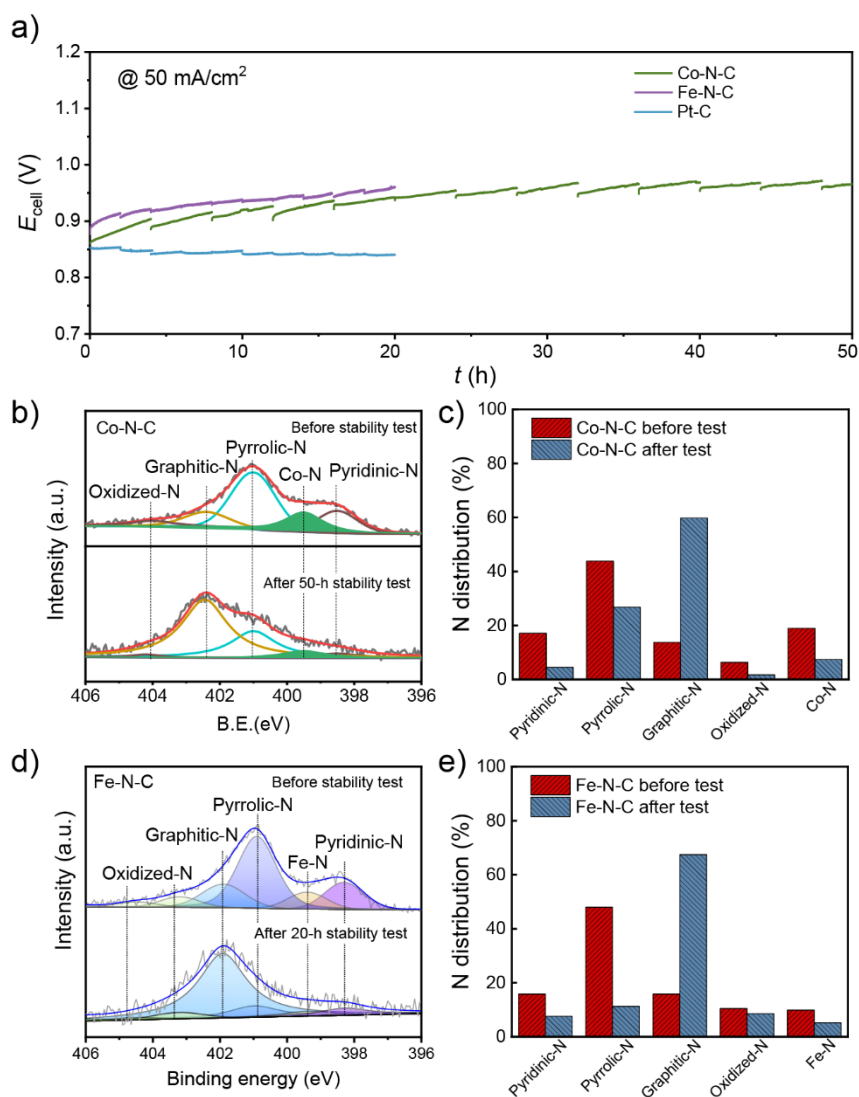 a)
@ 50 mA/cm²
Co-N-C
Fe-N-C
Pt-C
E_cell (V)
1.2
1.1
1.0
0.9
0.8
0.7
0 10 20 30 40 50
t (h)
b)
Co-N-C
Before stability test
Pyrrolic-N
Graphitic-N
Co-N
Pyridinic-N
Oxidized-N
After 50-h stability test
Intensity (a.u.)
406 404 402 400 398 396
B.E.(eV)
c)
Co-N-C before test
Co-N-C after test
N distribution (%)
100
80
60
40
20
0
Pyridinic-N
Pyrrolic-N
Graphitic-N
Oxidized-N
Co-N
d)
Fe-N-C
Before stability test
Pyrrolic-N
Graphitic-N
Fe-N
Pyridinic-N
Oxidized-N
After 20-h stability test
Intensity (a.u.)
406 404 402 400 398 396
Binding energy (eV)
e)
Fe-N-C before test
Fe-N-C after test
N distribution (%)
100
80
60
40
20
0
Pyridinic-N
Pyrrolic-N
Graphitic-N
Oxidized-N
Fe-N